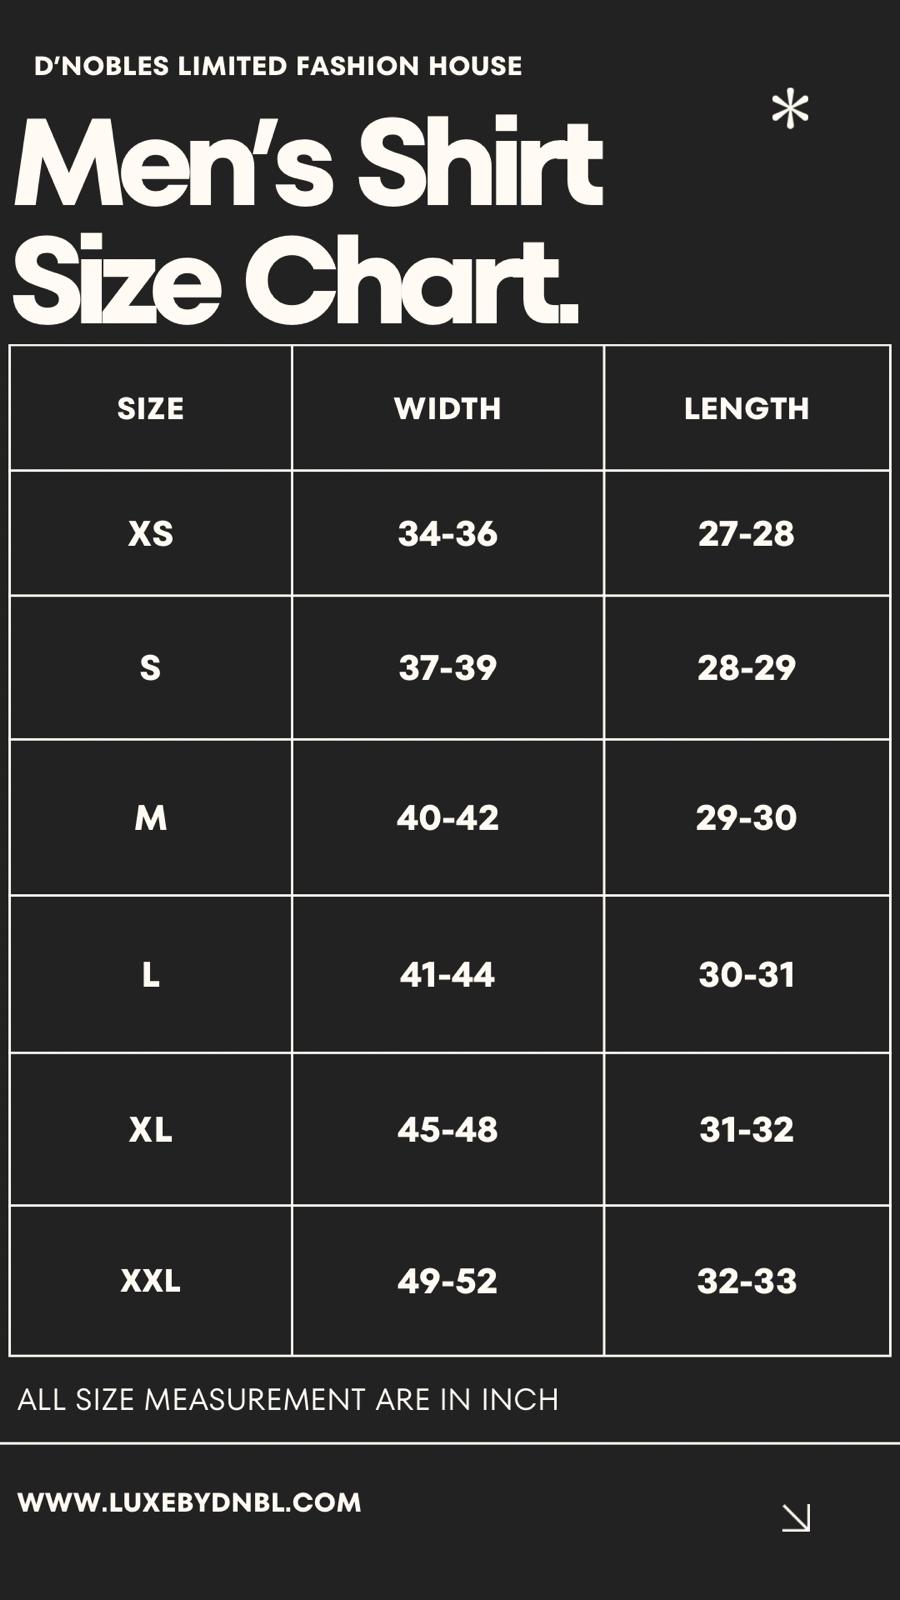 D’NOBLES LIMITED FASHION HOUSE
*
Men’s Shirt
Size Chart.
SIZE WIDTH LENGTH
XS 34-36 27-28
S 37-39 28-29
M 40-42 29-30
L 41-44 30-31
XL 45-48 31-32
XXL 49-52 32-33
ALL SIZE MEASUREMENT ARE IN INCH
WWW.LUXEBYDNBL.COM